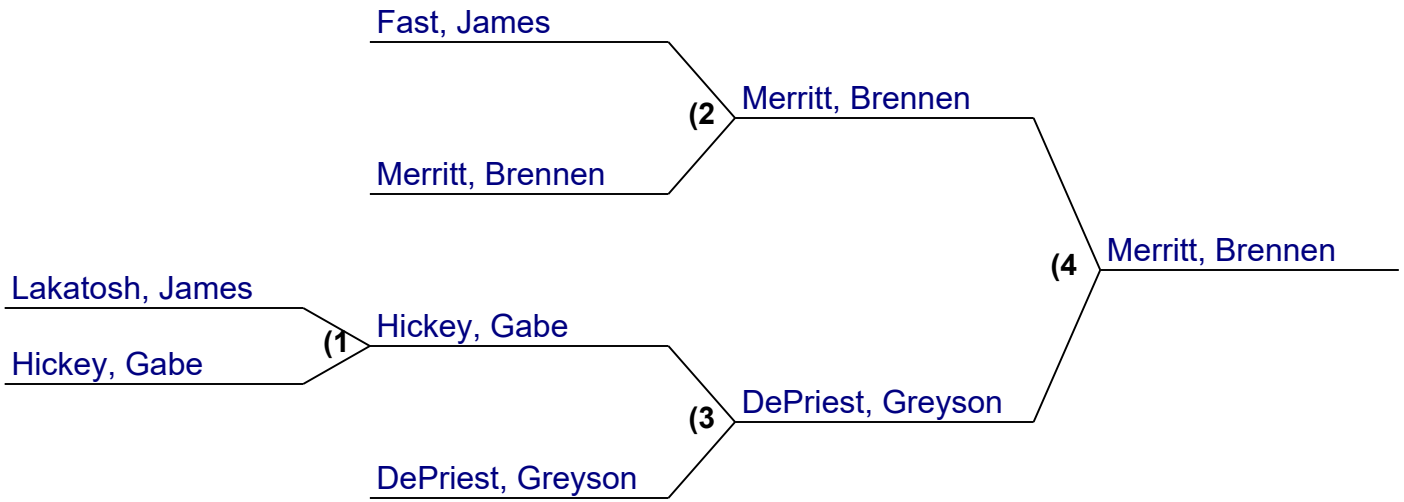 Fast, James
Merritt, Brennen
(2
Merritt, Brennen
Merritt, Brennen
(4
Lakatosh, James
Hickey, Gabe
(1
Hickey, Gabe
DePriest, Greyson
(3
DePriest, Greyson